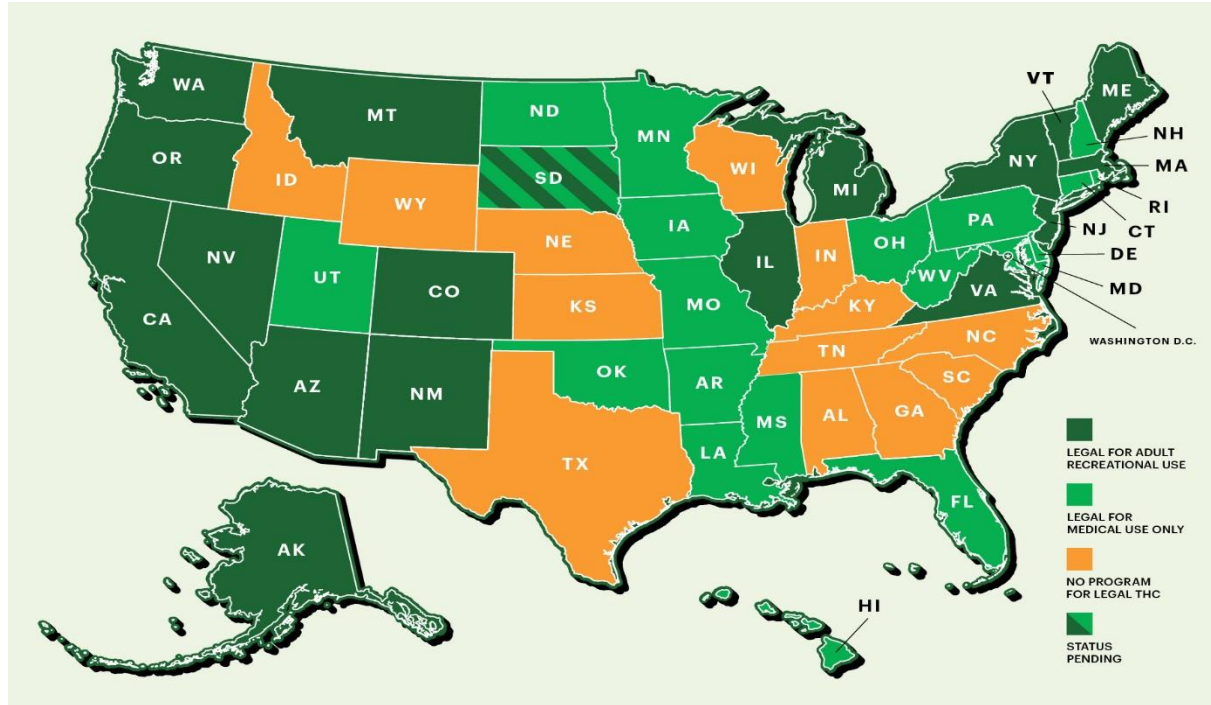 WA
MT
ND
MN
VT
ME
OR
ID
WY
SD
WI
MI
NY
NH
MA
RI
CT
NJ
DE
MD
WASHINGTON D.C.
NV
UT
CO
NE
IA
IL
IN
OH
PA
WV
VA
CA
KS
MO
KY
AZ
NM
OK
AR
TN
NC
SC
TX
LA
MS
AL
GA
FL
AK
HI
LEGAL FOR ADULT
RECREATIONAL USE
LEGAL FOR
MEDICAL USE ONLY
NO PROGRAM
FOR LEGAL THC
STATUS
PENDING